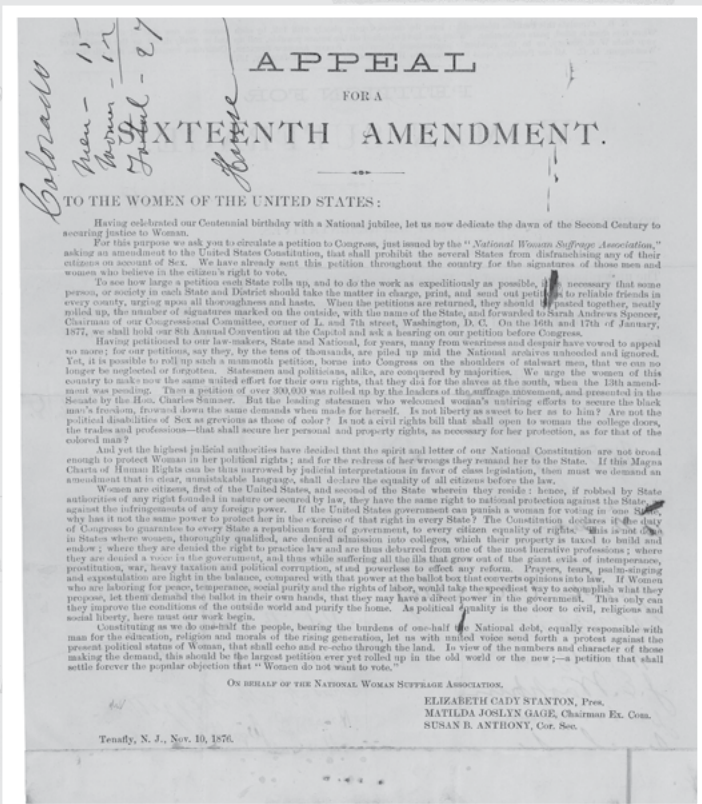 Colorado
Men - 15
Women - 12
Total - 27
House
APPEAL
FOR A
SIXTEENTH AMENDMENT.
TO THE WOMEN OF THE UNITED STATES:
Having celebrated our Centennial birthday with a National jubilee, let us now dedicate the dawn of the Second Century to
securing justice to Woman.
For this purpose we ask you to circulate a petition to Congress, just issued by the "National Woman Suffrage Association,"
asking an amendment to the United States Constitution, that shall prohibit the several States from disfranchising any of their
citizens on account of Sex. We have already sent this petition throughout the country for the signatures of those men and
women who believe in the citizen's right to vote.
To see how large a petition each State rolls up, and to do the work as expeditiously as possible, it is necessary that some
person, or society in each State and District should take the matter in charge, print, and send out petitions to reliable friends in
every county, urging upon all thoroughness and haste. When the petitions are returned, they should be pasted together, neatly
rolled up, the number of signatures marked on the outside, with the name of the State, and forwarded to Sarah Andrews Spencer,
Chairman of our Congressional Committee, corner of L. and 7th street, Washington, D. C. On the 16th and 17th of January,
1877, we shall hold our 8th Annual Convention at the Capitol and ask a hearing on our petition before Congress.
Having petitioned to our law-makers, State and National, for years, many from weariness and despair have vowed to appeal
no more; for our petitions, say they, by the tens of thousands, are piled up mid the National archives unheeded and ignored.
Yet, it is possible to roll up such a mammoth petition, borne into Congress on the shoulders of stalwart men, that we can no
longer be neglected or forgotten. Statesmen and politicians, alike, are conquered by majorities. We urge the women of this
country to make now the same united effort for their own rights, that they did for the slaves at the south, when the 13th amend-
ment was pending. Then a petition of over 300,000 was rolled up by the leaders of the suffrage movement, and presented in the
Senate by the Hon. Charles Sumner. But the leading statesmen who welcomed woman's untiring efforts to secure the black
man's freedom, frowned down the same demands when made for herself. Is not liberty as sweet to her as to him? Are not the
political disabilities of Sex as grevious as those of color? Is not a civil rights bill that shall open to woman the college doors,
the trades and professions—that shall secure her personal and property rights, as necessary for her protection, as for that of the
colored man?
And yet the highest judicial authorities have decided that the spirit and letter of our National Constitution are not broad
enough to protect Woman in her political rights; and for the redress of her wrongs they remand her to the State. If this Magna
Charta of Human Rights can be thus narrowed by judicial interpretations in favor of class legislation, then must we demand an
amendment that in clear, unmistakable language, shall declare the equality of all citizens before the law.
Women are citizens, first of the United States, and second of the State wherein they reside: hence, if robbed by State
authorities of any right founded in nature or secured by law, they have the same right to national protection against the State, as
against the infringements of any foreign power. If the United States government can punish a woman for voting in one State,
why has it not the same power to protect her in the exercise of that right in every State? The Constitution declares it the duty
of Congress to guarantee to every State a republican form of government, to every citizen equality of rights. This is not done
in States where women, thoroughly qualified, are denied admission into colleges, which their property is taxed to build and
endow; where they are denied the right to practice law and are thus debarred from one of the most lucrative professions; where
they are denied a voice in the government, and thus while suffering all the ills that grow out of the giant evils of intemperance,
prostitution, war, heavy taxation and political corruption, stand powerless to effect any reform. Prayers, tears, psalm-singing
and expostulation are light in the balance, compared with that power at the ballot box that converts opinions into law. If Women
who are laboring for peace, temperance, social purity and the rights of labor, would take the speediest way to accomplish what they
propose, let them demand the ballot in their own hands, that they may have a direct power in the government. Thus only can
they improve the conditions of the outside world and purify the home. As political equality is the door to civil, religious and
social liberty, here must our work begin.
Constituting as we do one-half the people, bearing the burdens of one-half the National debt, equally responsible with
man for the education, religion and morals of the rising generation, let us with united voice send forth a protest against the
present political status of Woman, that shall echo and re-echo through the land. In view of the numbers and character of those
making the demand, this should be the largest petition ever yet rolled up in the old world or the new;—a petition that shall
settle forever the popular objection that "Women do not want to vote."
ON BEHALF OF THE NATIONAL WOMAN SUFFRAGE ASSOCIATION.
ELIZABETH CADY STANTON, Pres.
MATILDA JOSLYN GAGE, Chairman Ex. Com.
SUSAN B. ANTHONY, Cor. Sec.
Tenafly, N. J., Nov. 10, 1876.